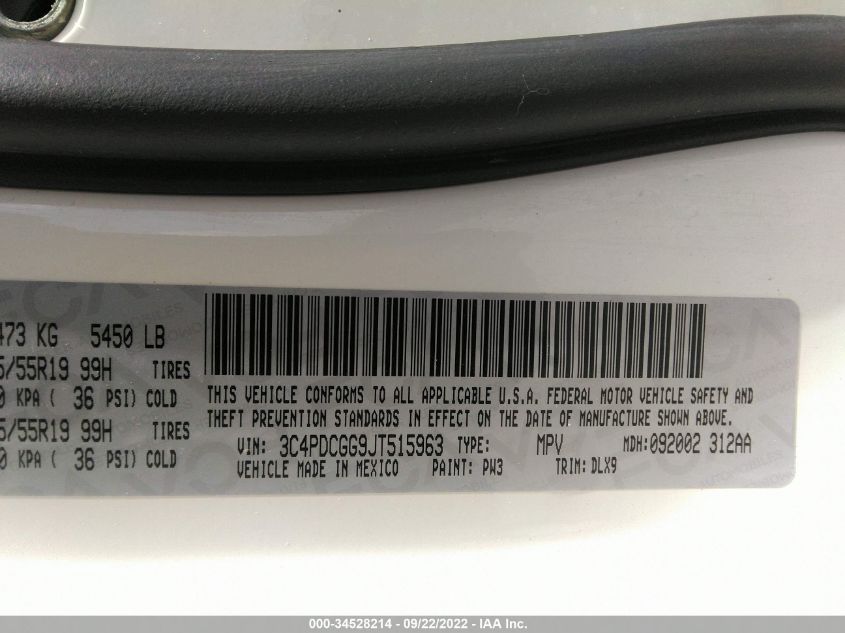 473 KG 5450 LB
5/55R19 99H TIRES
0 KPA ( 36 PSI) COLD
5/55R19 99H TIRES
0 KPA ( 36 PSI) COLD
THIS VEHICLE CONFORMS TO ALL APPLICABLE U.S.A. FEDERAL MOTOR VEHICLE SAFETY AND
THEFT PREVENTION STANDARDS IN EFFECT ON THE DATE OF MANUFACTURE SHOWN ABOVE.
VIN: 3C4PDCGG9JT515963 TYPE: MPV MDH:092002 312AA
VEHICLE MADE IN MEXICO PAINT: PW3 TRIM: DLX9
000-34528214 - 09/22/2022 - IAA Inc.